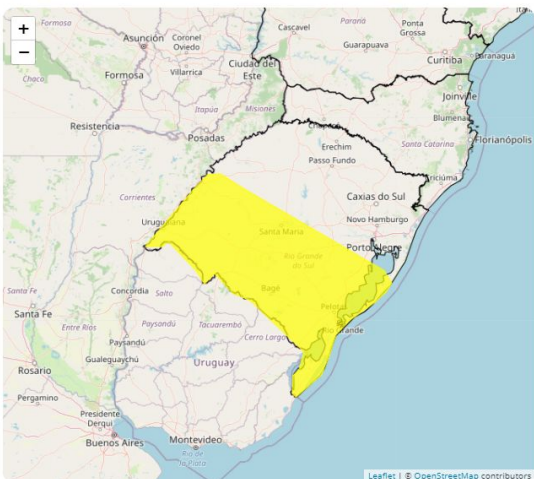 +
−
Formosa
Asunción
Coronel
Oviedo
Cascavel
Paraná
Ponta
Grossa
Guarapuava
Curitiba
Paranaguá
Ciudad del
Este
Chaco
Formosa
Villarrica
Joinville
Itapúa
Misiones
Blumenau
Resistencia
Posadas
Erechim
Santa Catarina
Florianópolis
Passo Fundo
Corrientes
Caxias do Sul
Novo Hamburgo
Santa Maria
Porto Alegre
Rio Grande
do Sul
Concordia
Salto
Bagé
Santa Fe
Santa Fe
Entre Ríos
Paysandú
Tacuarembó
Rio Grande
Paysandú
Cerro Largo
Gualeguaychú
Uruguay
Rosario
Pergamino
Presidente
Derqui
Buenos Aires
Montevideo
Río de
la Plata
Leaflet | © OpenStreetMap contributors